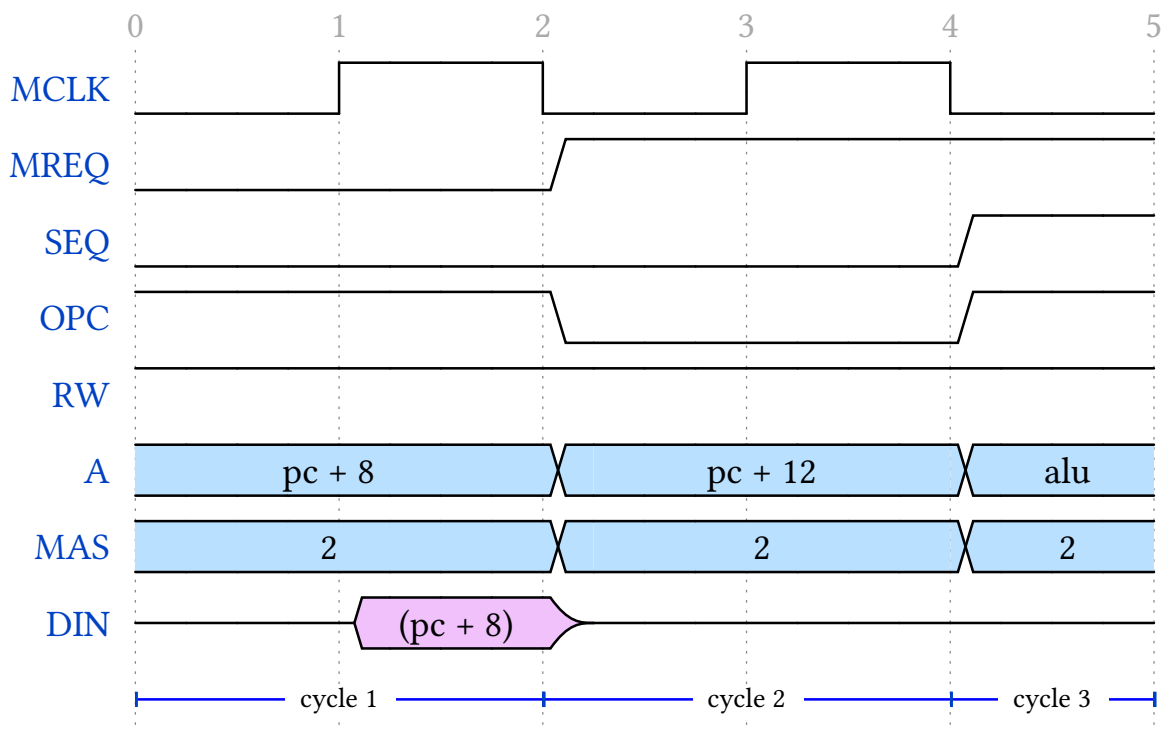 0 1 2 3 4 5
MCLK
MREQ
SEQ
OPC
RW
A pc + 8 pc + 12 alu
MAS 2 2 2
DIN (pc + 8)
cycle 1 cycle 2 cycle 3